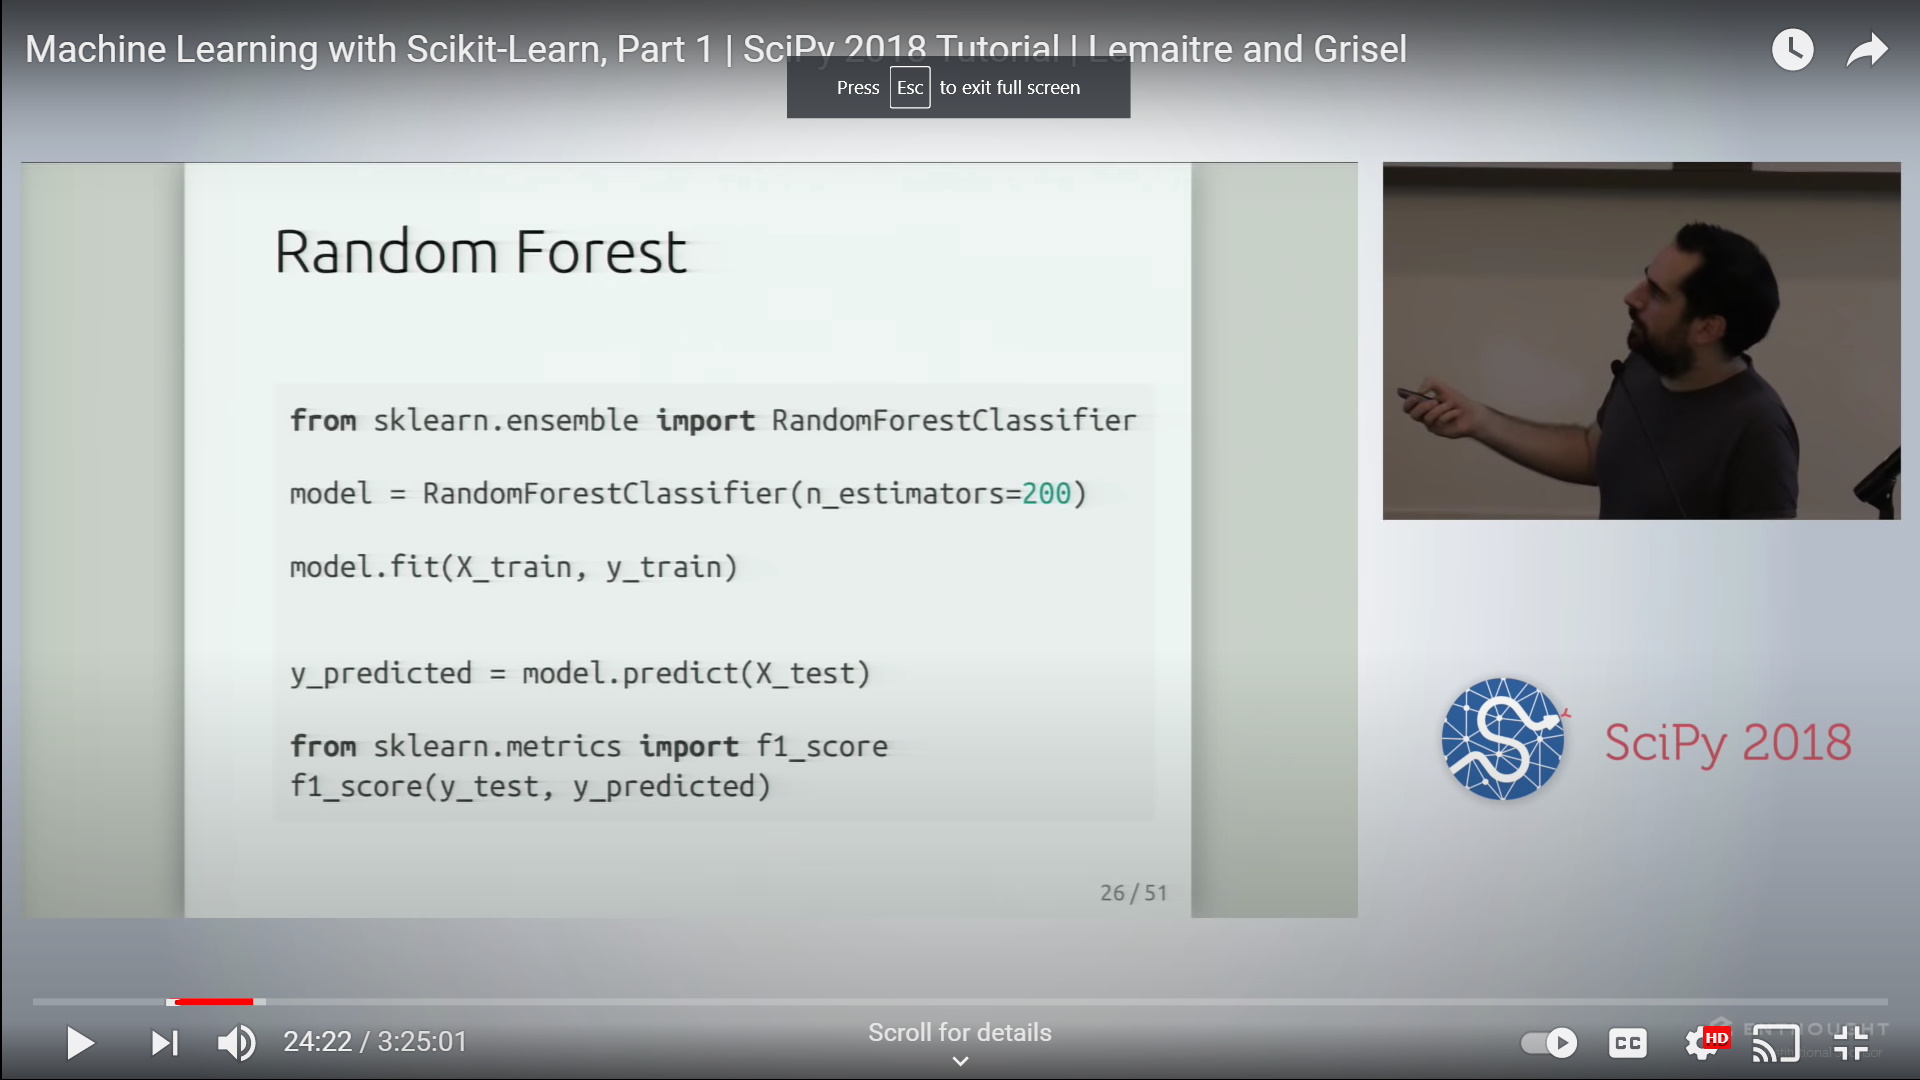 Machine Learning with Scikit-Learn, Part 1 | SciPy 2018 Tutorial | Lemaitre and Grisel
Press Esc to exit full screen
Random Forest
from sklearn.ensemble import RandomForestClassifier
model = RandomForestClassifier(n_estimators=200)
model.fit(X_train, y_train)
y_predicted = model.predict(X_test)
from sklearn.metrics import f1_score
f1_score(y_test, y_predicted)
26 / 51
SciPy 2018
24:22 / 3:25:01
Scroll for details
CC
HD
ENTHOUGHT